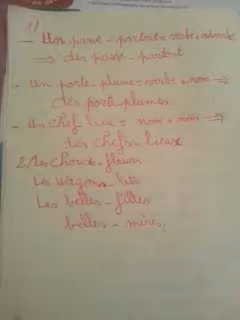 1)
Un passe-partout = verbe + adverbe
⇒ des passe-partout
- un porte-plume = verbe + nom ⇒
des porte-plumes
- un chef lieu = nom + nom ⇒
des chefs-lieux
2/ Les choux-fleurs
Les wagons-lits
Les belles-filles
belles-mères